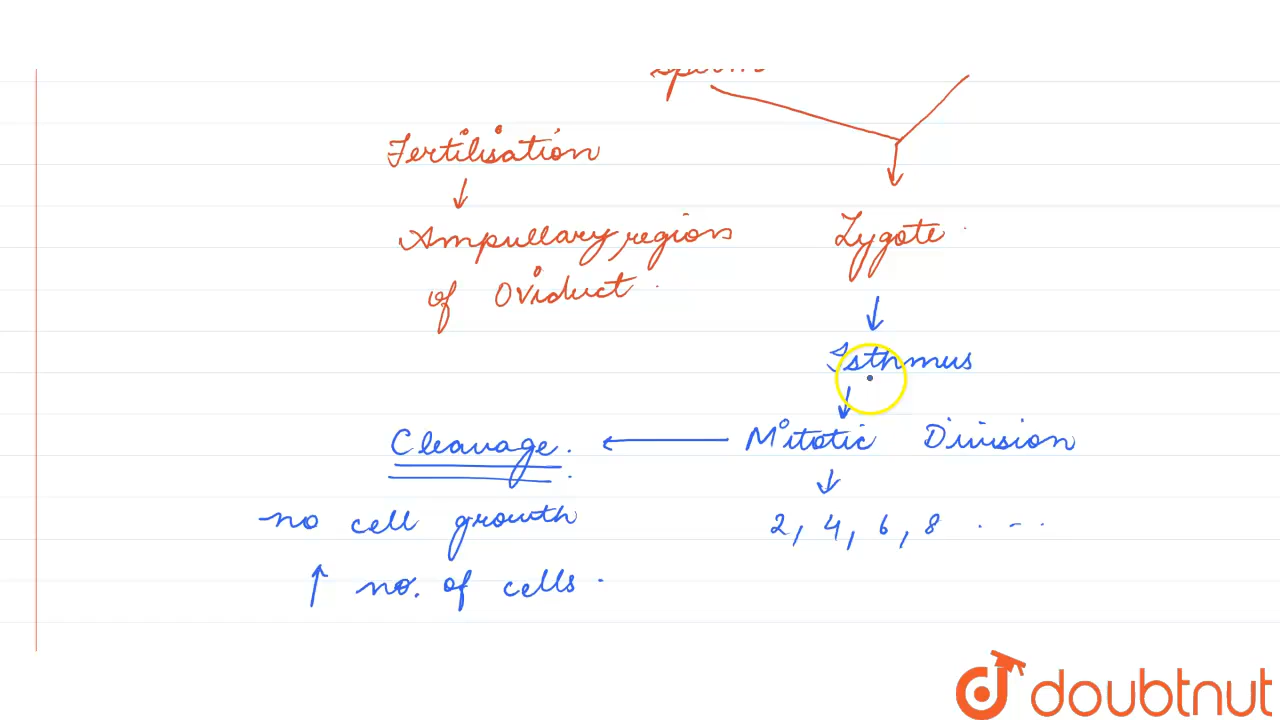 sperm
Fertilisation
↓
Ampullary region
of Oviduct.
Zygote
↓
Isthmus
↓
Mitotic Division
↓
2, 4, 6, 8 . - - .
← Cleavage.
no cell growth
↑ no. of cells.
doubtnut